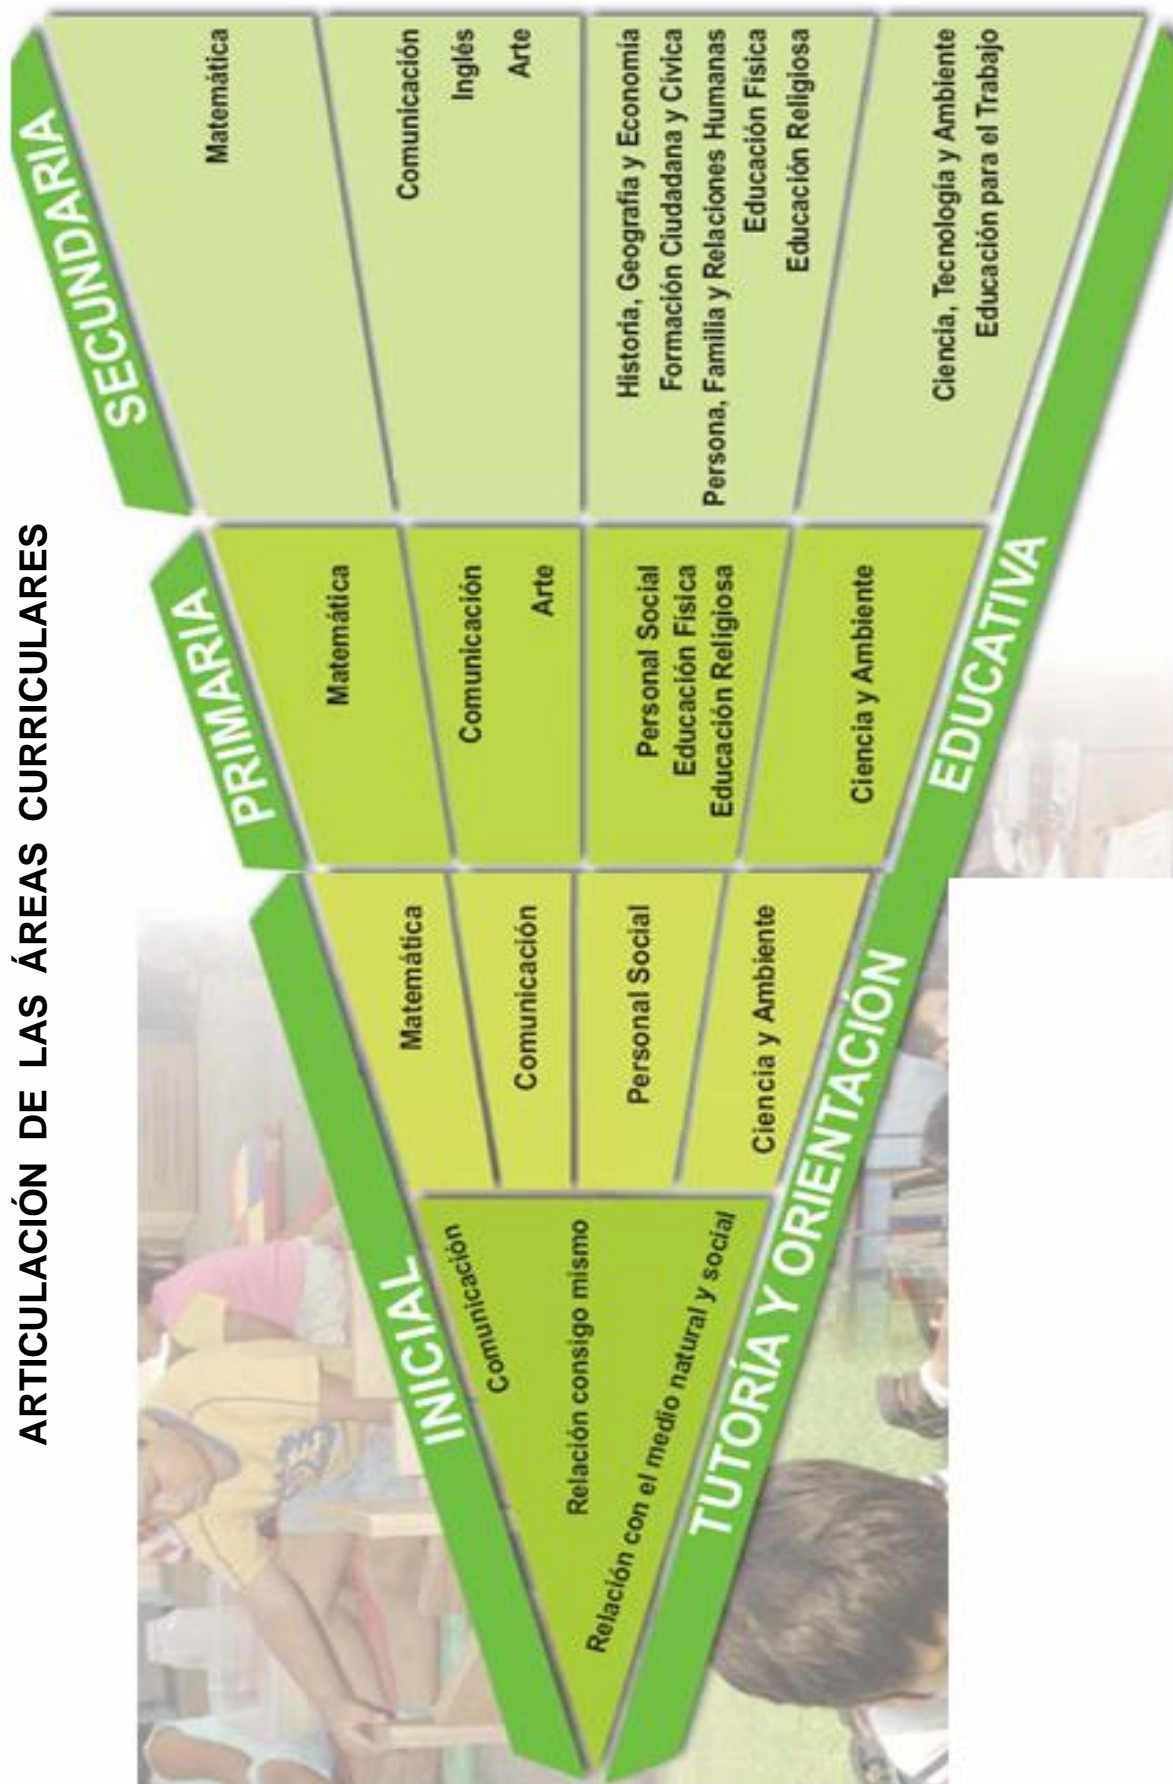 ARTICULACIÓN DE LAS ÁREAS CURRICULARES
INICIAL
PRIMARIA
SECUNDARIA
Comunicación
Relación consigo mismo
Relación con el medio natural y social
Matemática
Comunicación
Personal Social
Ciencia y Ambiente
Matemática
Comunicación
Arte
Personal Social
Educación Física
Educación Religiosa
Ciencia y Ambiente
Matemática
Comunicación
Inglés
Arte
Historia, Geografía y Economía
Formación Ciudadana y Cívica
Persona, Familia y Relaciones Humanas
Educación Física
Educación Religiosa
Ciencia, Tecnología y Ambiente
Educación para el Trabajo
TUTORÍA Y ORIENTACIÓN EDUCATIVA